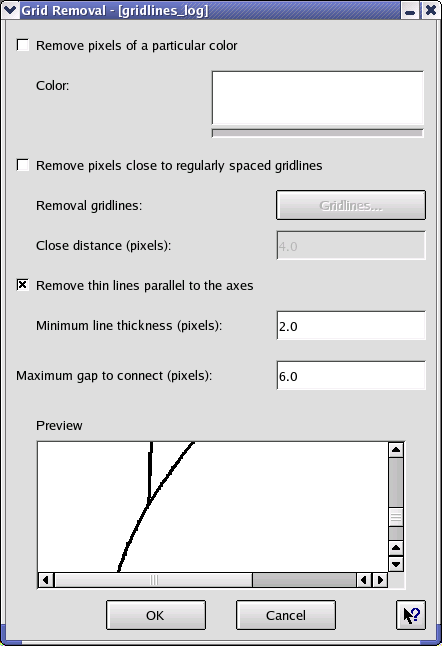 Grid Removal - [gridlines_log]
Remove pixels of a particular color
Color:
Remove pixels close to regularly spaced gridlines
Removal gridlines: Gridlines...
Close distance (pixels): 4.0
Remove thin lines parallel to the axes
Minimum line thickness (pixels): 2.0
Maximum gap to connect (pixels): 6.0
Preview
OK Cancel ?